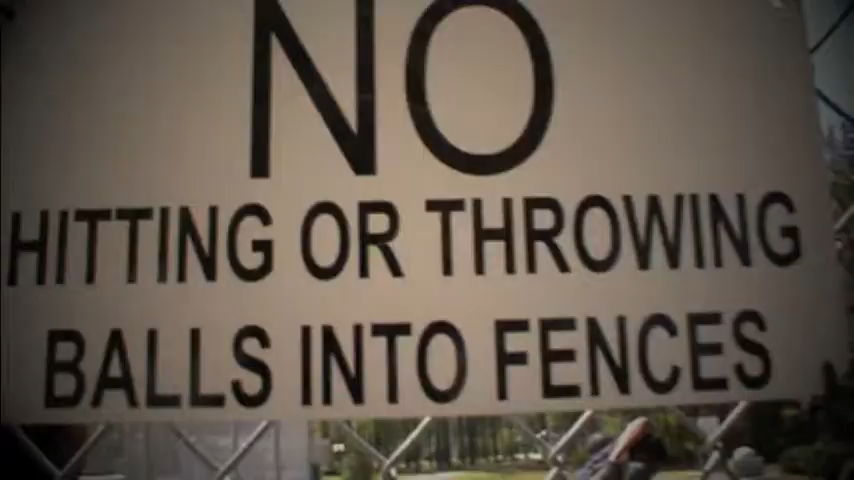 NO
HITTING OR THROWING
BALLS INTO FENCES